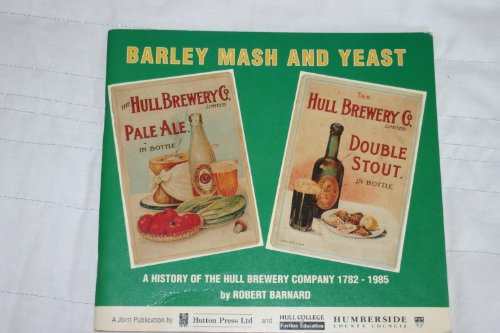 BARLEY MASH AND YEAST
THE HULL BREWERY CO.
LIMITED
PALE ALE.
IN BOTTLE
THE
HULL BREWERY CO.
LIMITED
DOUBLE
STOUT.
IN BOTTLE.
A HISTORY OF THE HULL BREWERY COMPANY 1782 - 1985
by ROBERT BARNARD
A Joint Publication by Hutton Press Ltd and HULL COLLEGE
Further Education
HUMBERSIDE
COUNTY COUNCIL